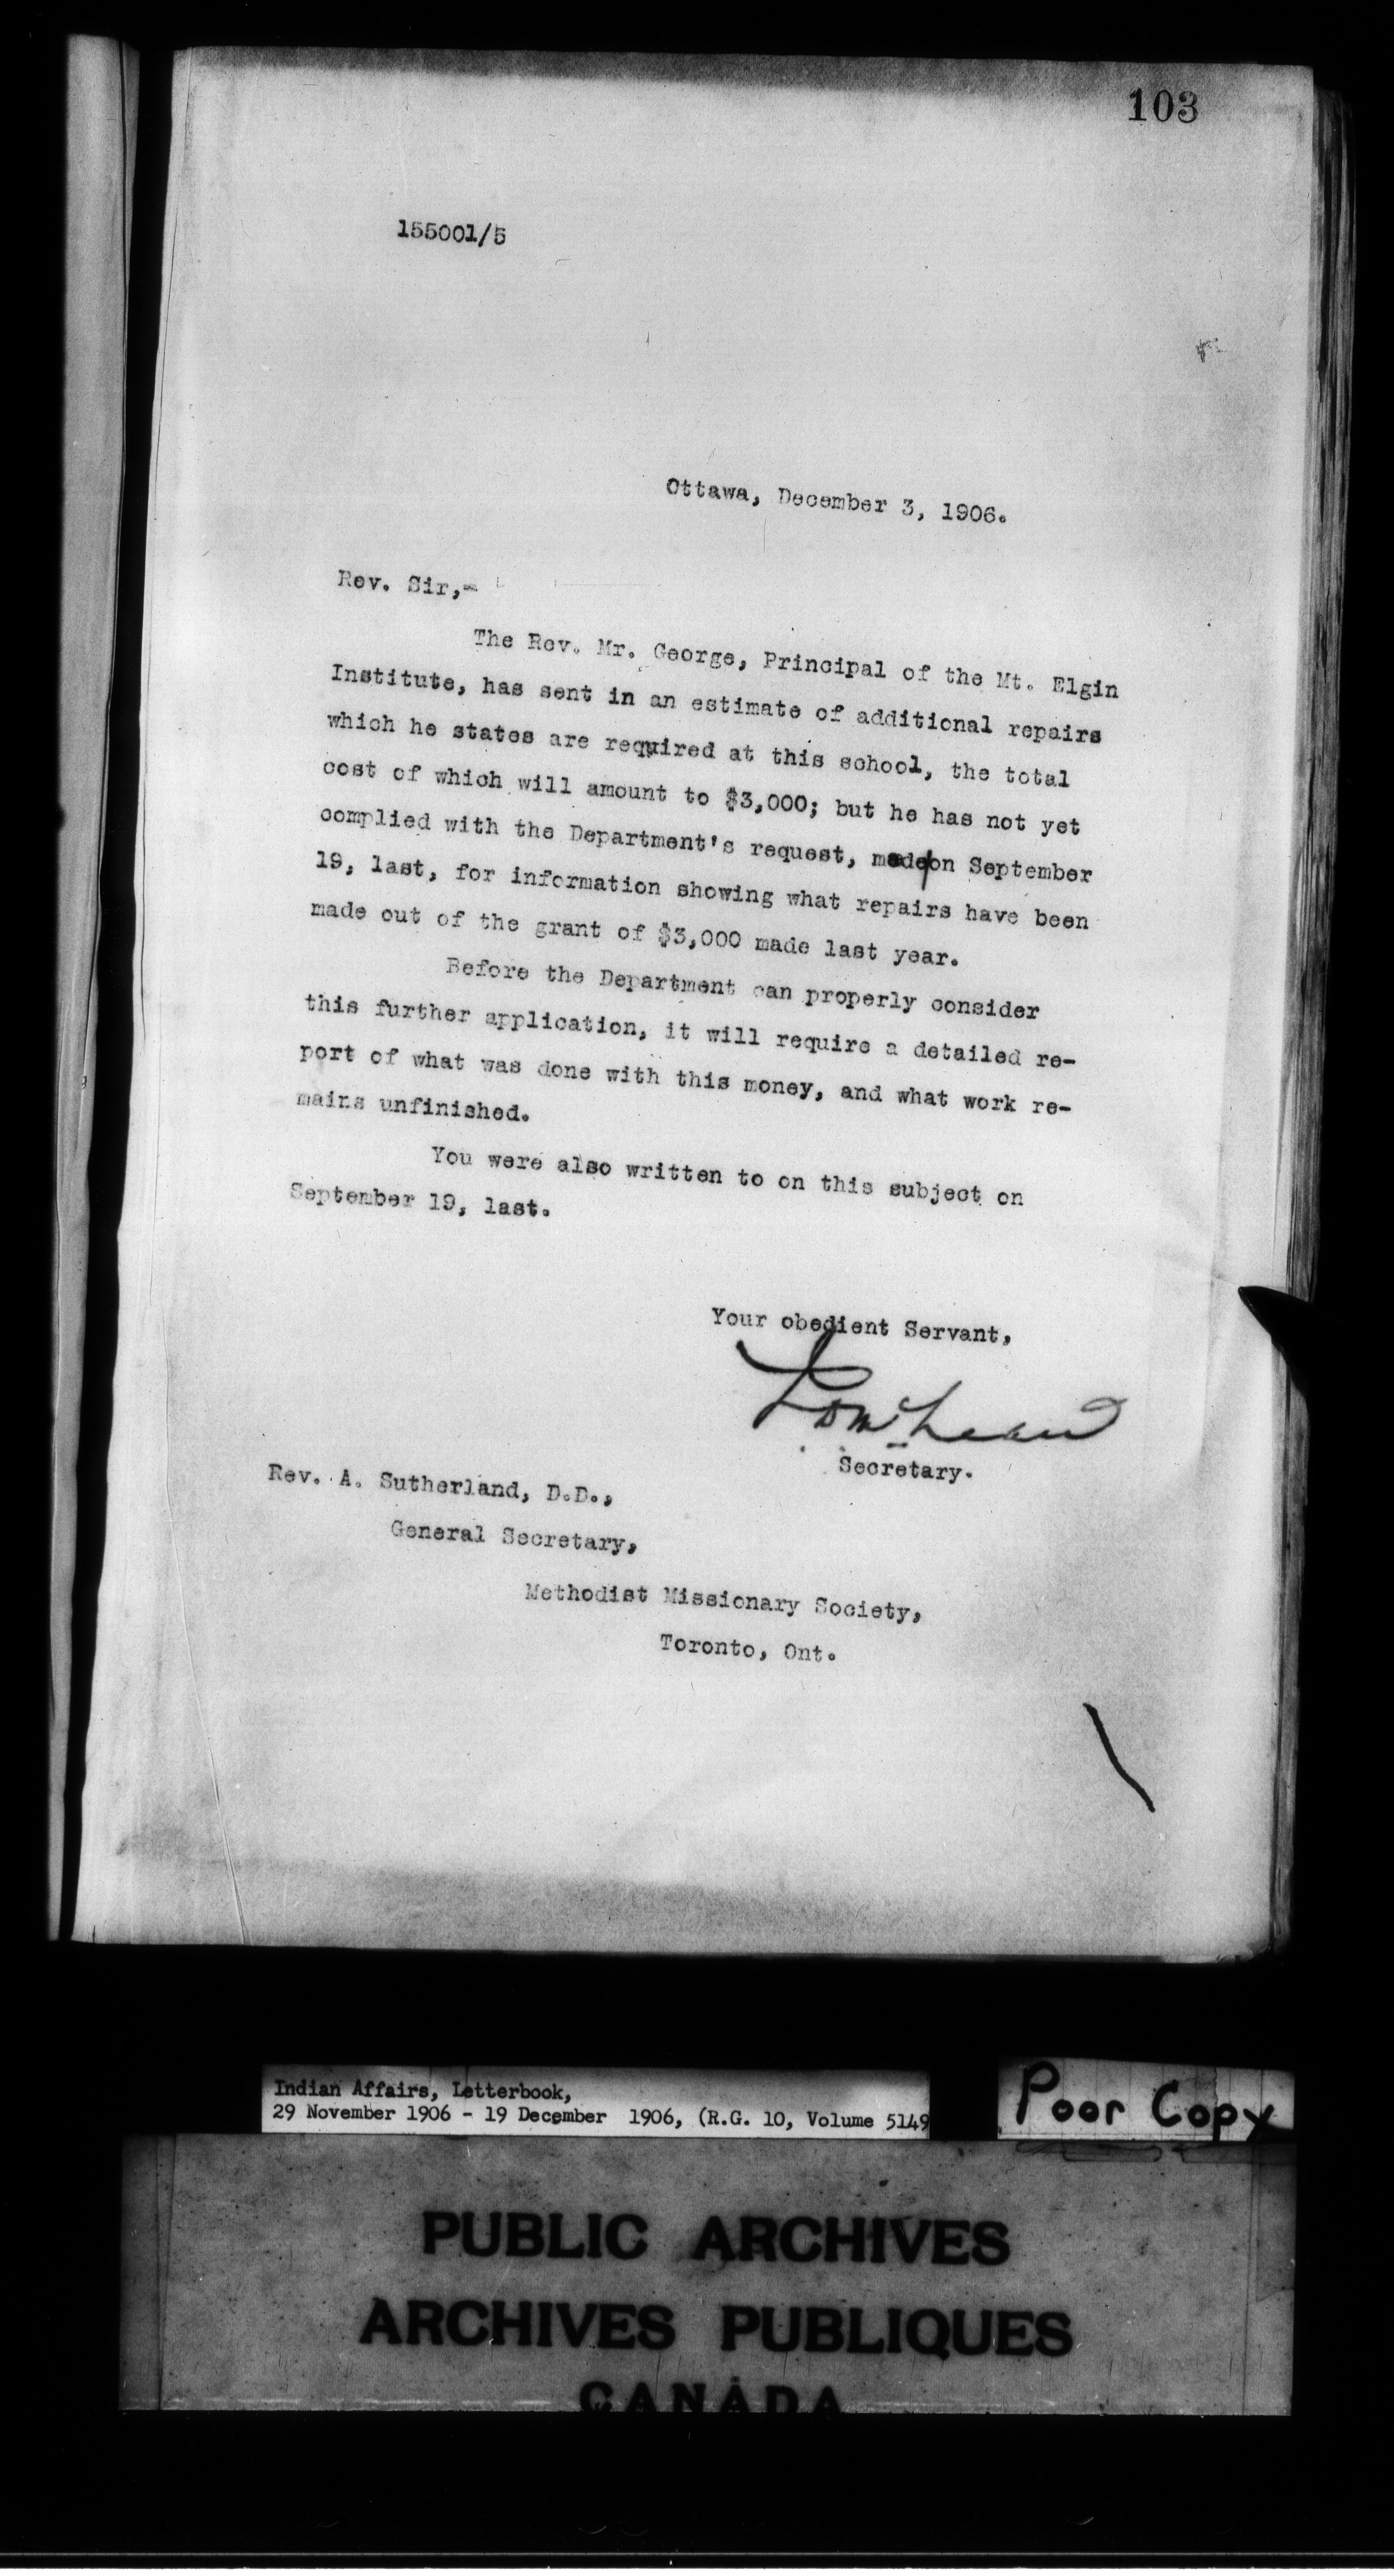 103
155001/5
Ottawa, December 3, 1906.
Rev. Sir,-
The Rev. Mr. George, Principal of the Mt. Elgin
Institute, has sent in an estimate of additional repairs
which he states are required at this school, the total
cost of which will amount to $3,000; but he has not yet
complied with the Department's request, made/on September
19, last, for information showing what repairs have been
made out of the grant of $3,000 made last year.
Before the Department can properly consider
this further application, it will require a detailed re-
port of what was done with this money, and what work re-
mains unfinished.
You were also written to on this subject on
September 19, last.
Your obedient Servant,
Secretary.
Rev. A. Sutherland, D.D.,
General Secretary,
Methodist Missionary Society,
Toronto, Ont.
Indian Affairs, Letterbook,
29 November 1906 - 19 December 1906, (R.G. 10, Volume 5149
Poor Copy
PUBLIC ARCHIVES
ARCHIVES PUBLIQUES
CANADA